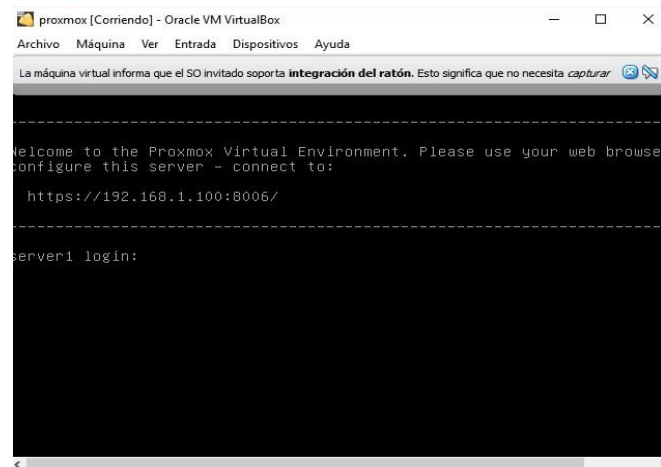 proxmox [Corriendo] - Oracle VM VirtualBox
Archivo Máquina Ver Entrada Dispositivos Ayuda
La máquina virtual informa que el SO invitado soporta integración del ratón. Esto significa que no necesita capturar
Welcome to the Proxmox Virtual Environment. Please use your web browse
configure this server - connect to:
https://192.168.1.100:8006/
server1 login: